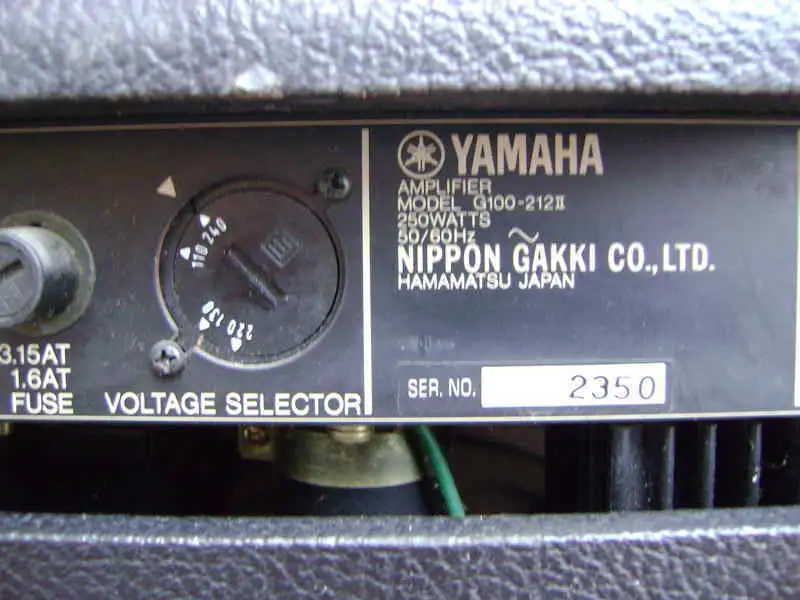 YAMAHA
AMPLIFIER
MODEL G100-212II
250WATTS
50/60Hz ~
NIPPON GAKKI CO., LTD.
HAMAMATSU JAPAN
SER. NO. 2350
110 240
220 130
3.15AT
1.6AT
FUSE
VOLTAGE SELECTOR